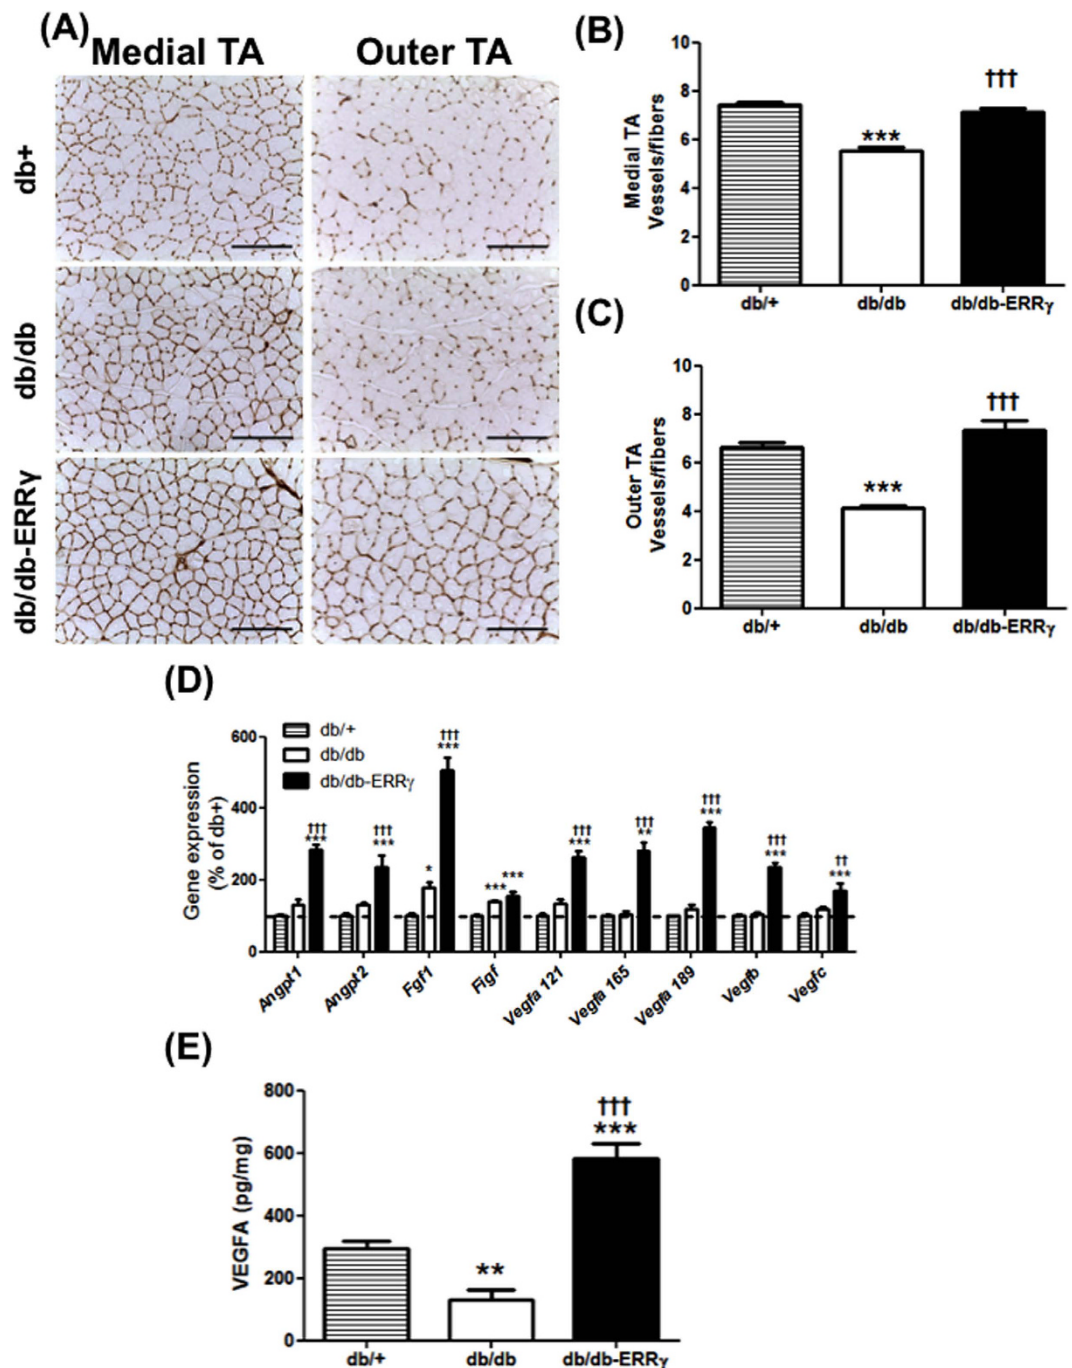 (A)
Medial TA
Outer TA
db+
db/db
db/db-ERRγ
(B)
10
8
6
4
2
0
Medial TA
Vessels/fibers
***
†††
db/+
db/db
db/db-ERRγ
(C)
10
8
6
4
2
0
Outer TA
Vessels/fibers
***
†††
db/+
db/db
db/db-ERRγ
(D)
db/+
db/db
db/db-ERRγ
600
400
200
0
Gene expression
(% of db+)
†††
***
†††
***
*
†††
***
***
***
†††
***
†††
**
†††
***
†††
***
††
***
Angpt1
Angpt2
Fgf1
Figf
Vegfa 121
Vegfa 165
Vegfa 189
Vegfb
Vegfc
(E)
800
600
400
200
0
VEGFA (pg/mg)
**
†††
***
db/+
db/db
db/db-ERRγ